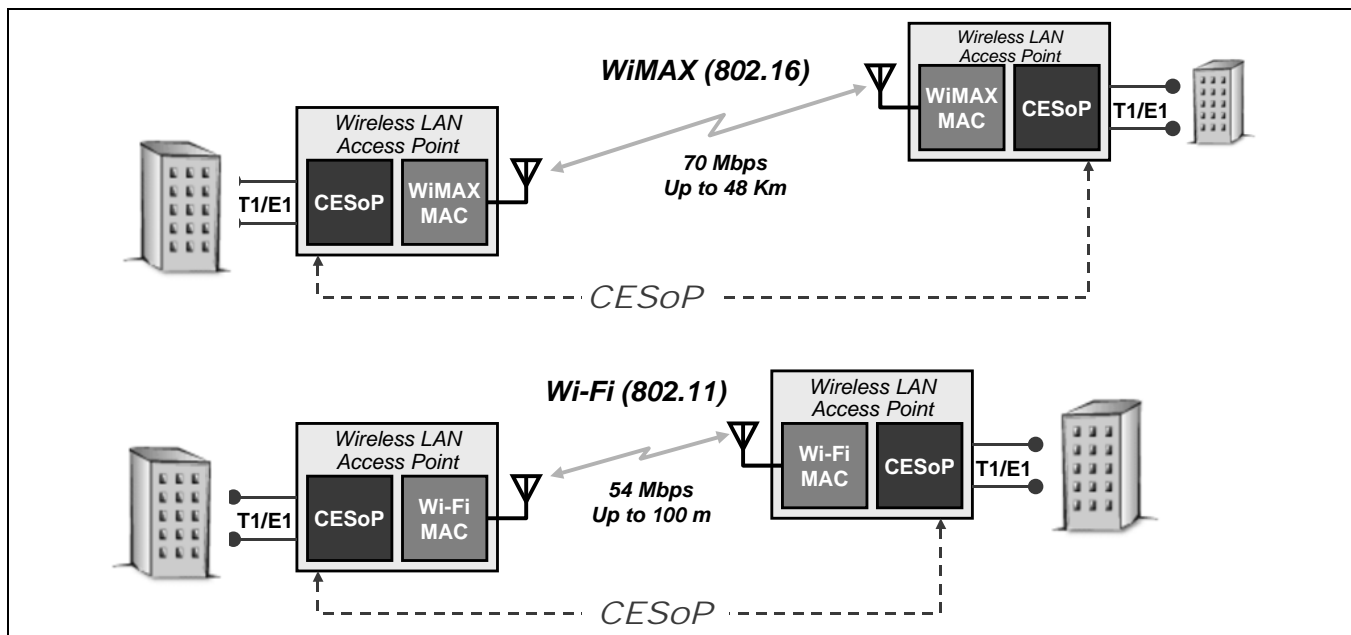 WiMAX (802.16)
70 Mbps
Up to 48 Km
Wireless LAN
Access Point
CESoP
WiMAX
MAC
T1/E1
Wireless LAN
Access Point
WiMAX
MAC
CESoP
T1/E1
CESoP
Wi-Fi (802.11)
54 Mbps
Up to 100 m
Wireless LAN
Access Point
CESoP
Wi-Fi
MAC
T1/E1
Wireless LAN
Access Point
Wi-Fi
MAC
CESoP
T1/E1
CESoP